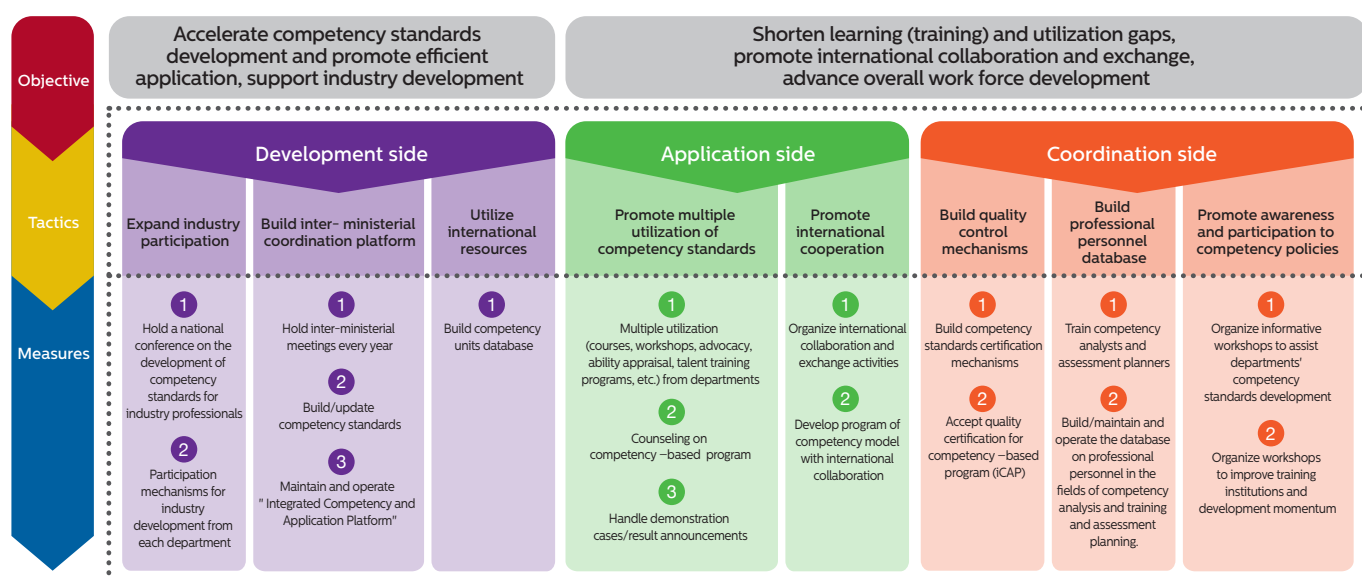 Objective
Accelerate competency standards
development and promote efficient
application, support industry development
Shorten learning (training) and utilization gaps,
promote international collaboration and exchange,
advance overall work force development
Tactics
Development side
Expand industry
participation
Build inter- ministerial
coordination platform
Utilize
international
resources
Application side
Promote multiple
utilization of
competency standards
Promote
international
cooperation
Coordination side
Build quality
control
mechanisms
Build
professional
personnel
database
Promote awareness
and participation to
competency policies
Measures
1
Hold a national
conference on the
development of
competency
standards for
industry professionals
2
Participation
mechanisms for
industry
development from
each department
1
Hold inter-ministerial
meetings every year
2
Build/update
competency standards
3
Maintain and operate
" Integrated Competency and
Application Platform"
1
Build competency
units database
1
Multiple utilization
(courses, workshops, advocacy,
ability appraisal, talent training
programs, etc.) from departments
2
Counseling on
competency –based program
3
Handle demonstration
cases/result announcements
1
Organize international
collaboration and
exchange activities
2
Develop program of
competency model
with international
collaboration
1
Build competency
standards certification
mechanisms
2
Accept quality
certification for
competency –based
program (iCAP)
1
Train competency
analysts and
assessment planners
2
Build/maintain and
operate the database
on professional
personnel in the
fields of competency
analysis and training
and assessment
planning.
1
Organize informative
workshops to assist
departments'
competency
standards development
2
Organize workshops
to improve training
institutions and
development momentum